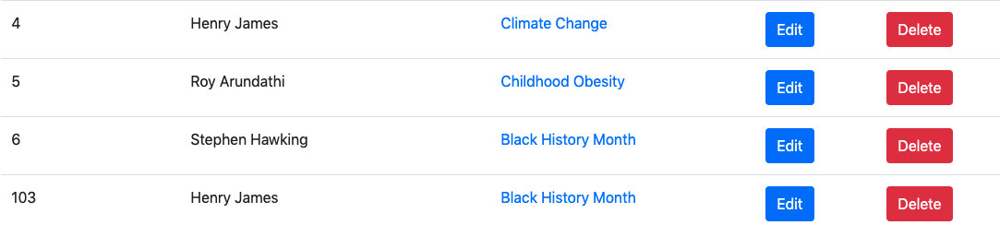 4 Henry James Climate Change Edit Delete
5 Roy Arundathi Childhood Obesity Edit Delete
6 Stephen Hawking Black History Month Edit Delete
103 Henry James Black History Month Edit Delete